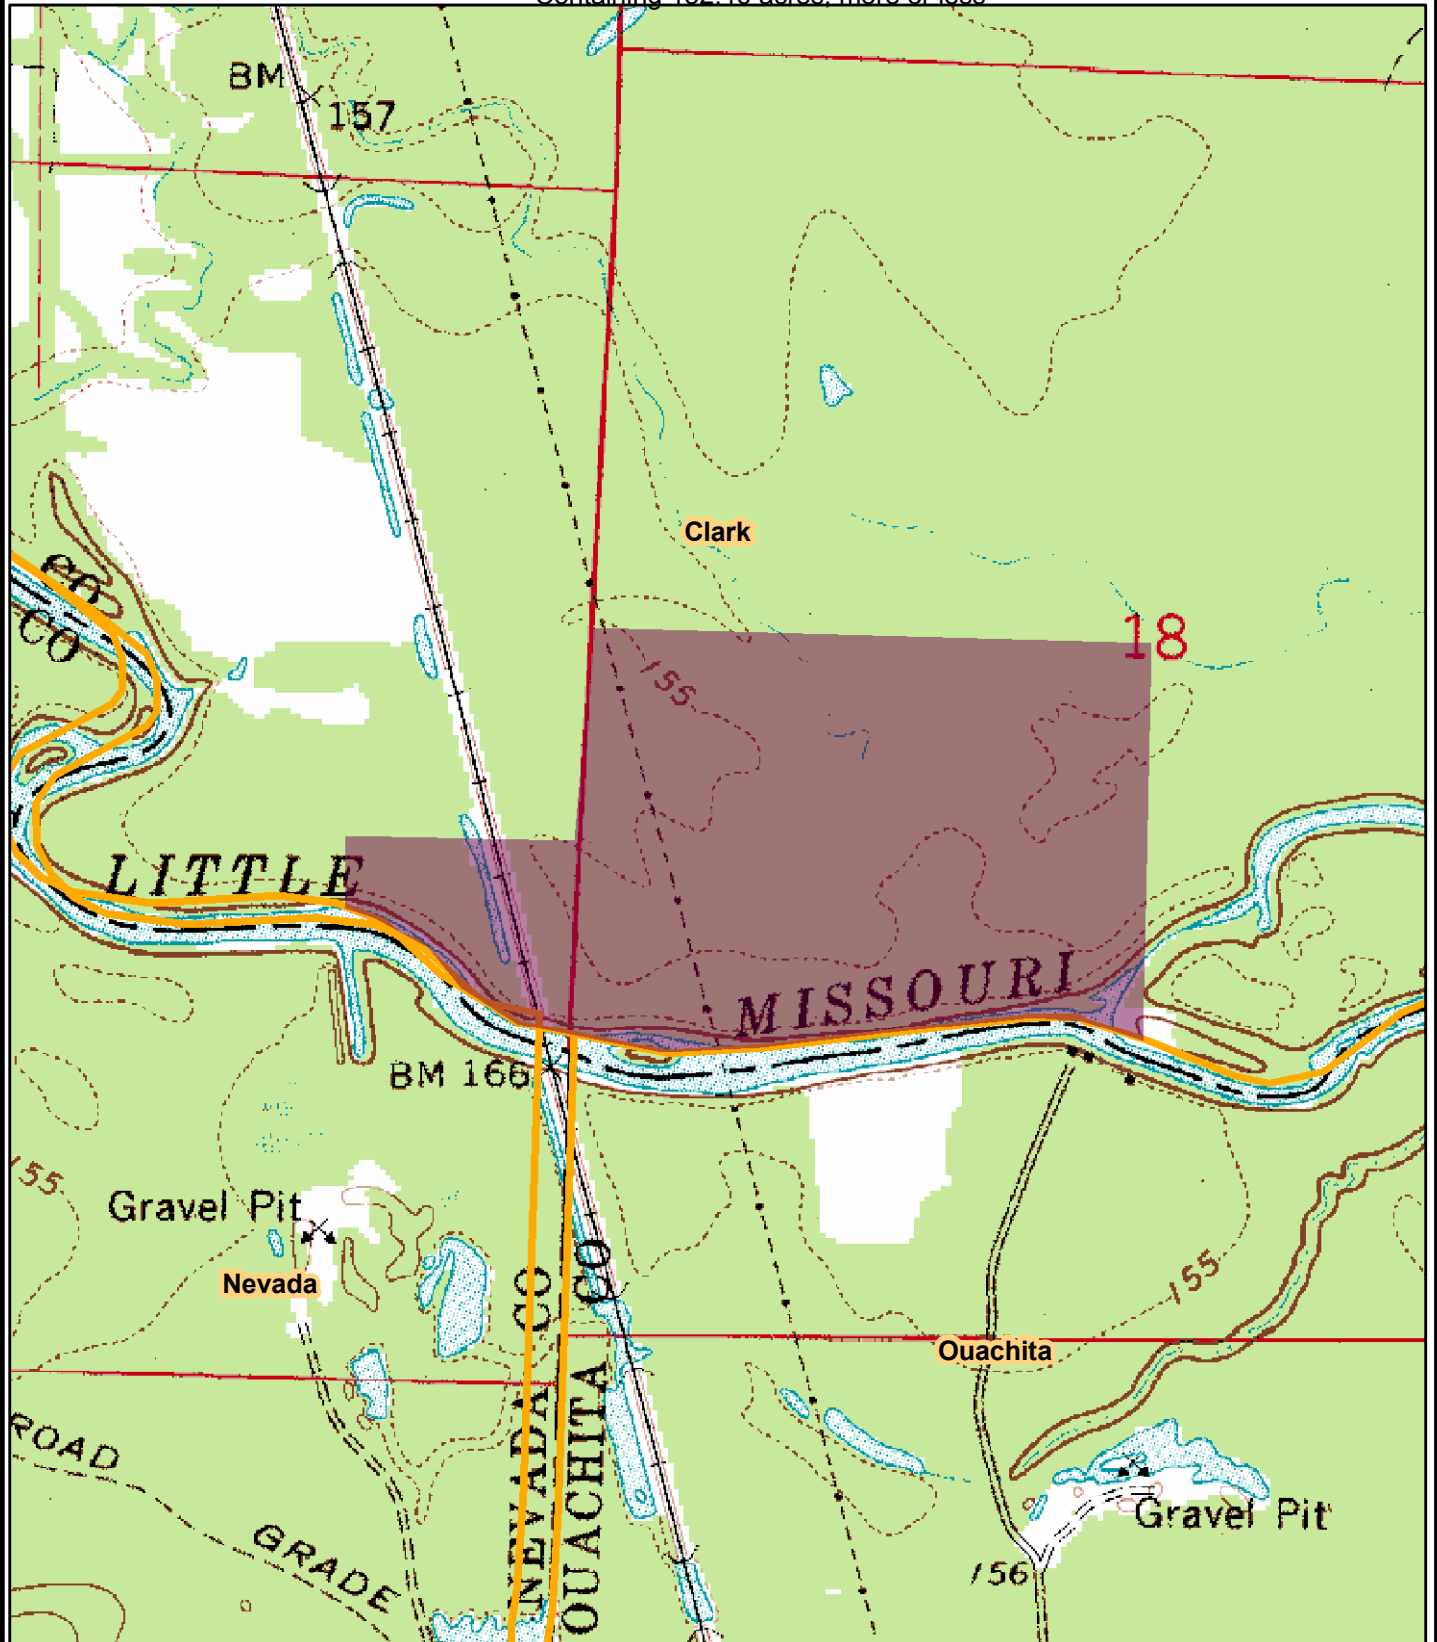 BM
157
Clark
18
CO
CO
155
LITTLE
MISSOURI
BM 166
155
Gravel Pit
Nevada
155
NEVADA CO
OUACHITA CO
Ouachita
ROAD
GRADE
Gravel Pit
156